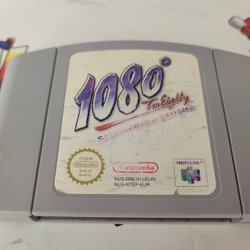 1080°
TenEighty
SNOWBOARDING
Original
Nintendo
Seal of
Quality
Nintendo
NUS-006(01)(EUR)
NUS-NTEP-EUR
NINTENDO 64